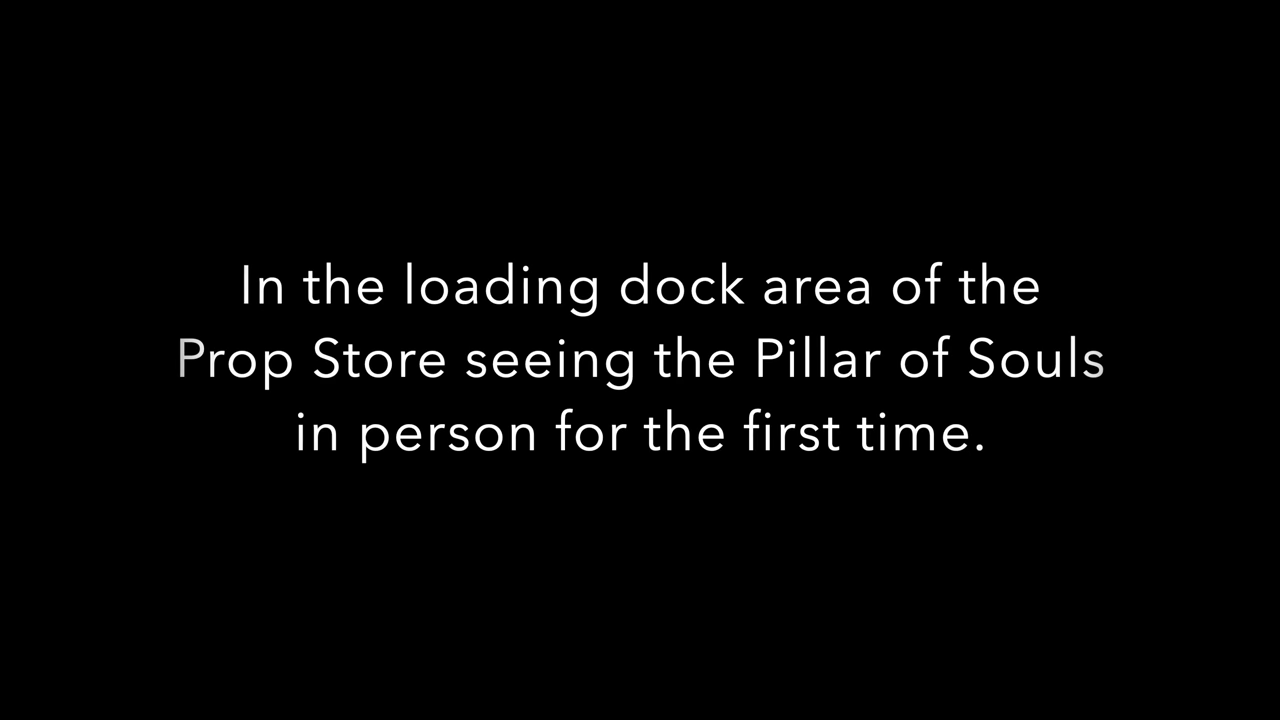 In the loading dock area of the
Prop Store seeing the Pillar of Souls
in person for the first time.